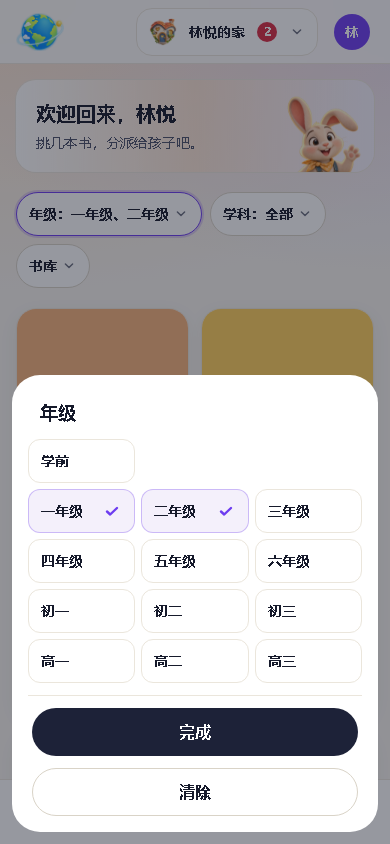 林悦的家 2 林
欢迎回来，林悦
挑几本书，分派给孩子吧。
年级：一年级、二年级 学科：全部
书库
年级
学前
一年级 二年级 三年级
四年级 五年级 六年级
初一 初二 初三
高一 高二 高三
完成
清除